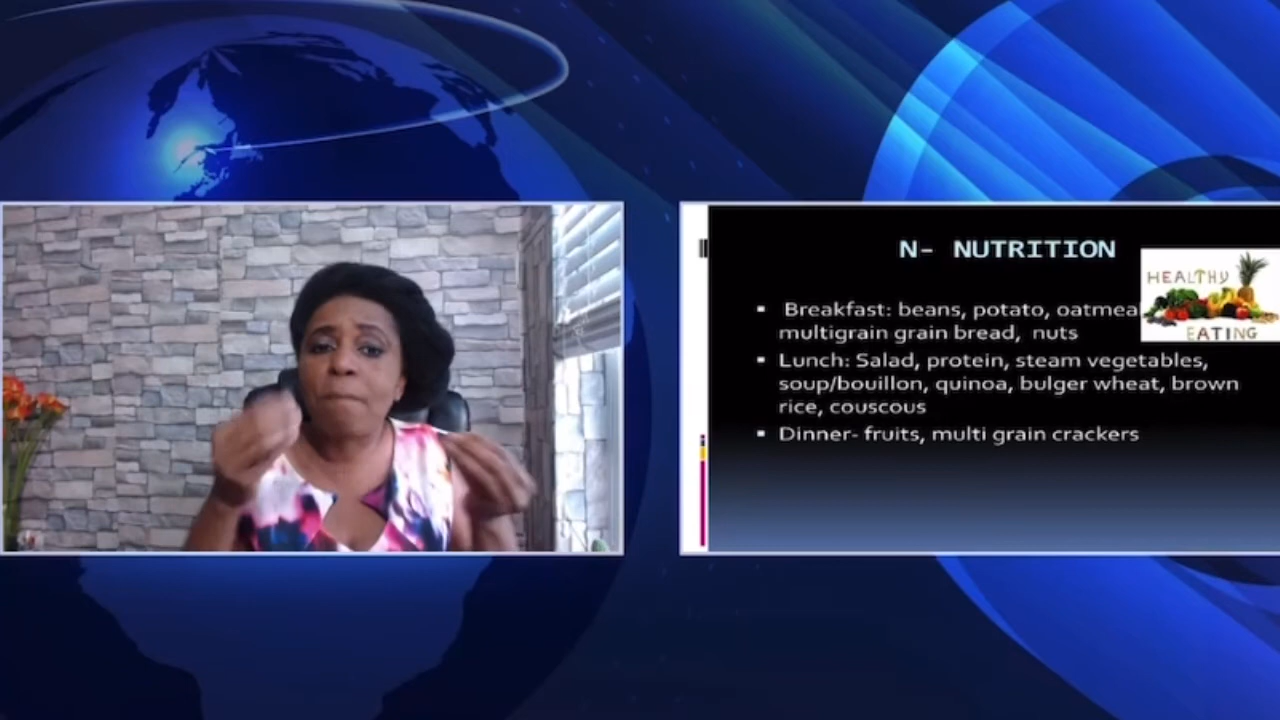 N- NUTRITION
HEALTHY
EATING
▪ Breakfast: beans, potato, oatmea
multigrain grain bread, nuts
▪ Lunch: Salad, protein, steam vegetables,
soup/bouillon, quinoa, bulger wheat, brown
rice, couscous
▪ Dinner- fruits, multi grain crackers